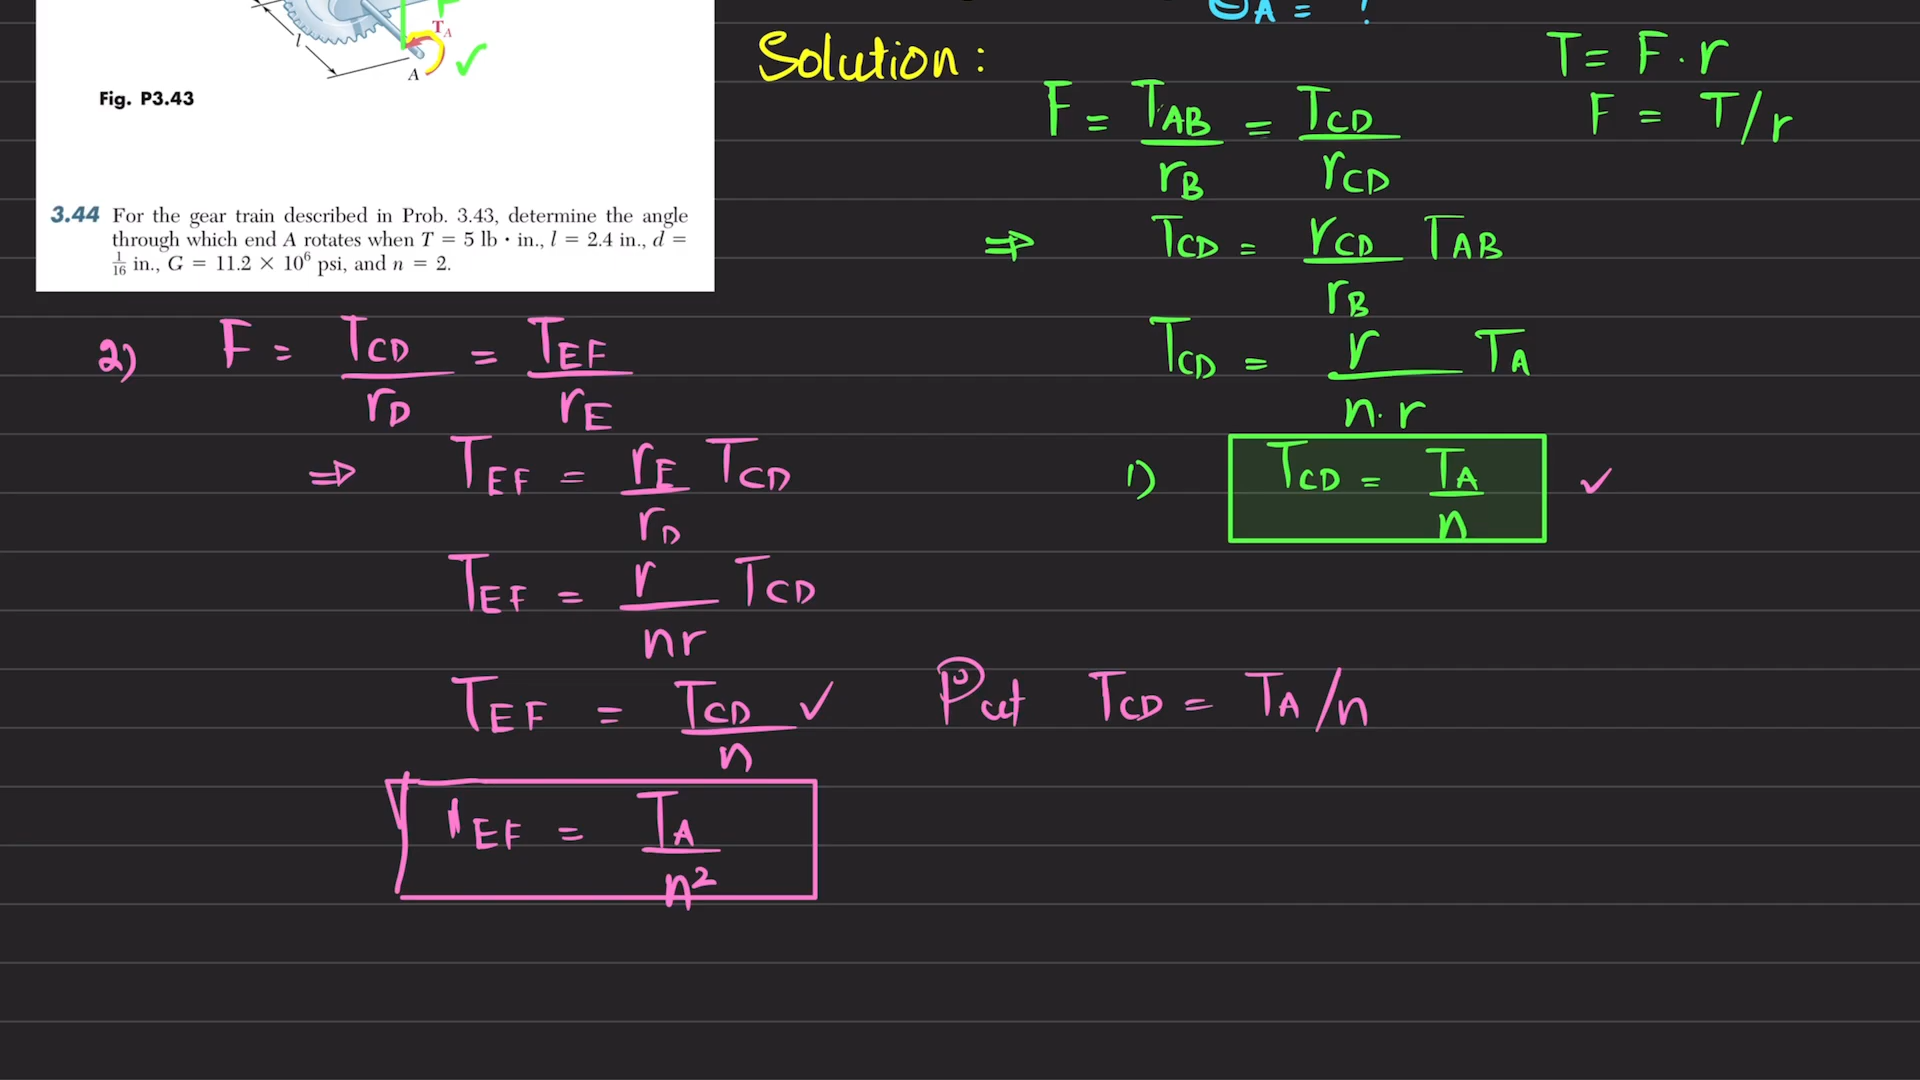 l
T_A
A
Fig. P3.43
3.44 For the gear train described in Prob. 3.43, determine the angle
through which end A rotates when T = 5 lb · in., l = 2.4 in., d =
1/16 in., G = 11.2 × 10⁶ psi, and n = 2.
A = ?
Solution :
T = F · r
F = T_AB / r_B = T_CD / r_CD
F = T/r
⇒ T_CD = r_CD / r_B T_AB
T_CD = r / n · r T_A
1) T_CD = T_A / n ✓
2) F = T_CD / r_D = T_EF / r_E
⇒ T_EF = r_E / r_D T_CD
T_EF = r / nr T_CD
T_EF = T_CD / n ✓ Put T_CD = T_A/n
T_EF = T_A / n²